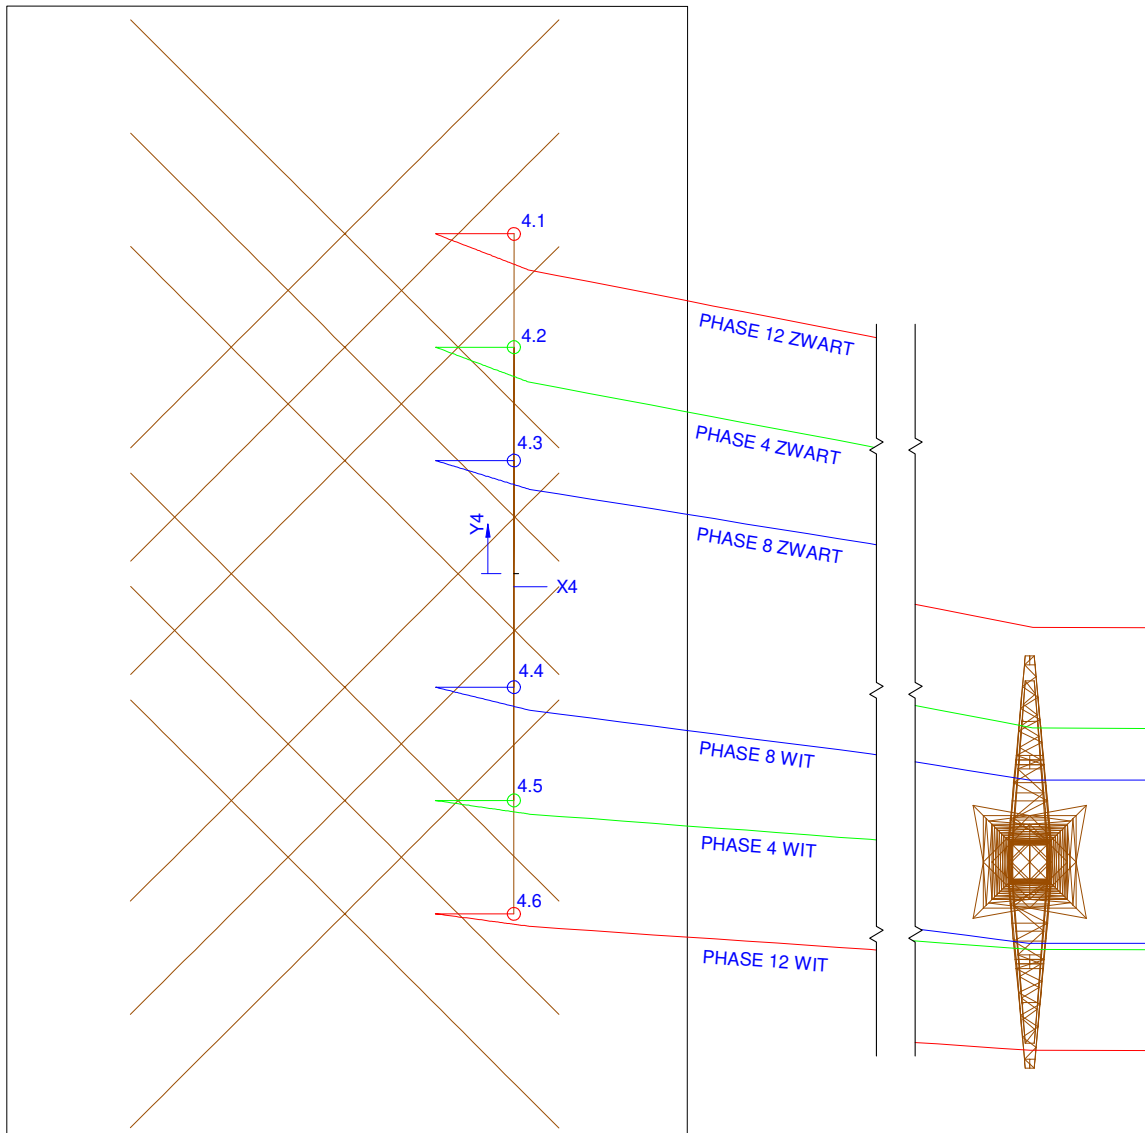 4.1
PHASE 12 ZWART
4.2
PHASE 4 ZWART
4.3
PHASE 8 ZWART
Y4
X4
4.4
PHASE 8 WIT
4.5
PHASE 4 WIT
4.6
PHASE 12 WIT